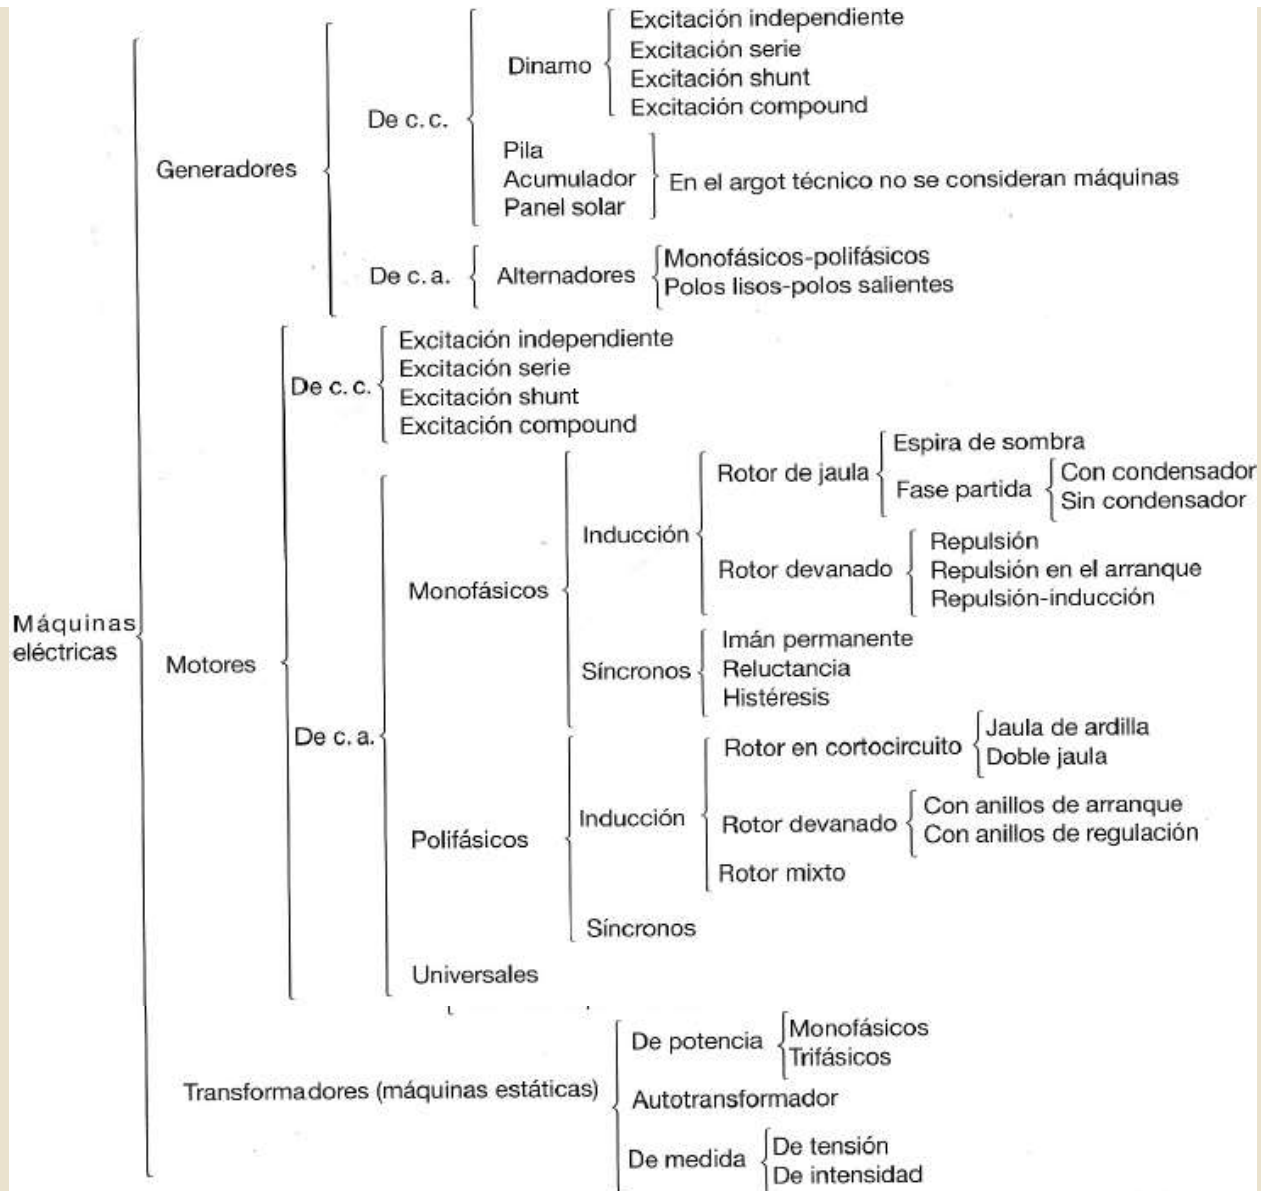 Máquinas
eléctricas
Generadores
De c.c.
Dinamo
Excitación independiente
Excitación serie
Excitación shunt
Excitación compound
Pila
Acumulador
Panel solar
En el argot técnico no se consideran máquinas
De c.a.
Alternadores
Monofásicos-polifásicos
Polos lisos-polos salientes
Motores
De c.c.
Excitación independiente
Excitación serie
Excitación shunt
Excitación compound
De c.a.
Monofásicos
Inducción
Rotor de jaula
Espira de sombra
Fase partida
Con condensador
Sin condensador
Rotor devanado
Repulsión
Repulsión en el arranque
Repulsión-inducción
Síncronos
Imán permanente
Reluctancia
Histéresis
Polifásicos
Inducción
Rotor en cortocircuito
Jaula de ardilla
Doble jaula
Rotor devanado
Con anillos de arranque
Con anillos de regulación
Rotor mixto
Síncronos
Universales
Transformadores (máquinas estáticas)
De potencia
Monofásicos
Trifásicos
Autotransformador
De medida
De tensión
De intensidad